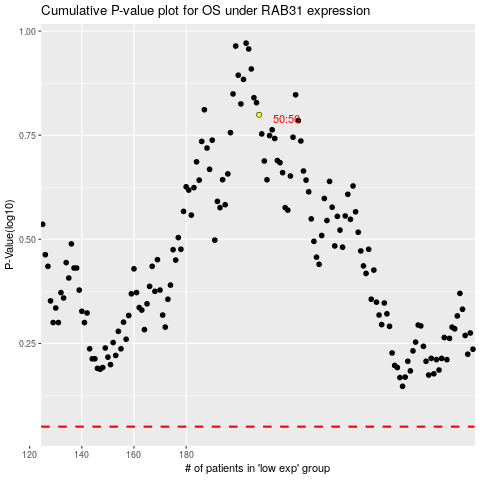 Cumulative P-value plot for OS under RAB31 expression
1.00
0.75
0.50
0.25
P-Value(log10)
50:50
120 140 160 180
# of patients in 'low exp' group